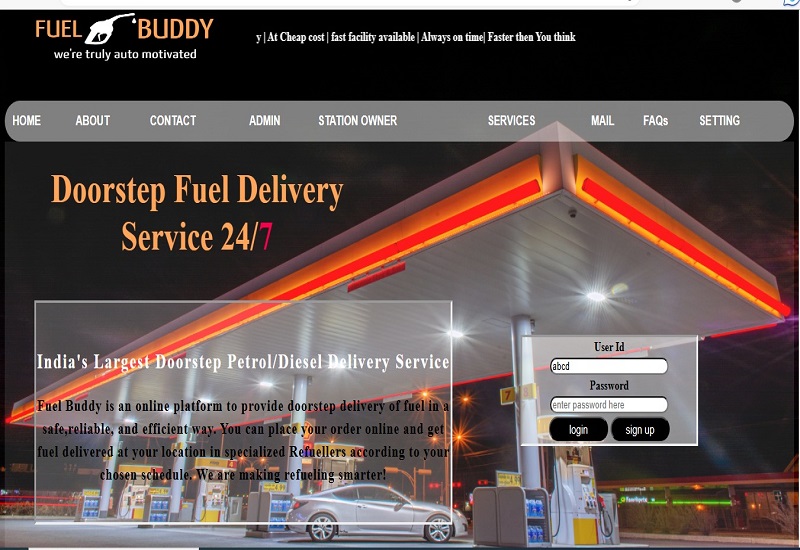 FUEL BUDDY
we're truly auto motivated
y | At Cheap cost | fast facility available | Always on time| Faster then You think
HOME ABOUT CONTACT ADMIN STATION OWNER SERVICES MAIL FAQs SETTING
Doorstep Fuel Delivery
Service 24/7
India's Largest Doorstep Petrol/Diesel Delivery Service
Fuel Buddy is an online platform to provide doorstep delivery of fuel in a
safe,reliable, and efficient way. You can place your order online and get
fuel delivered at your location in specialized Refuellers according to your
chosen schedule. We are making refueling smarter!
User Id
abcd
Password
enter password here
login sign up
7